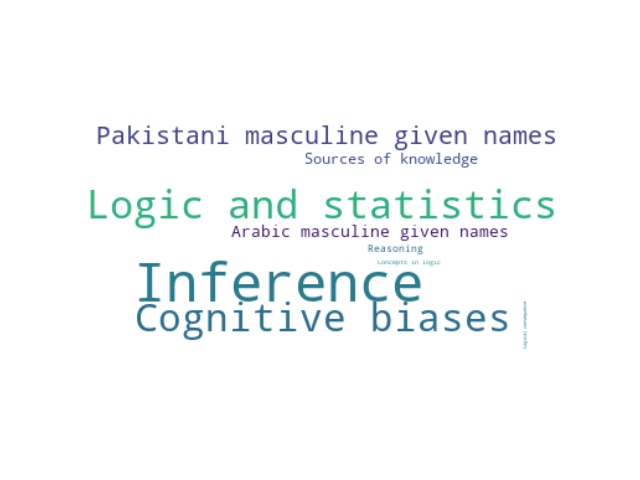 Pakistani masculine given names
Sources of knowledge
Logic and statistics
Arabic masculine given names
Reasoning
Concepts in logic
Inference
Cognitive biases
Logical consequence